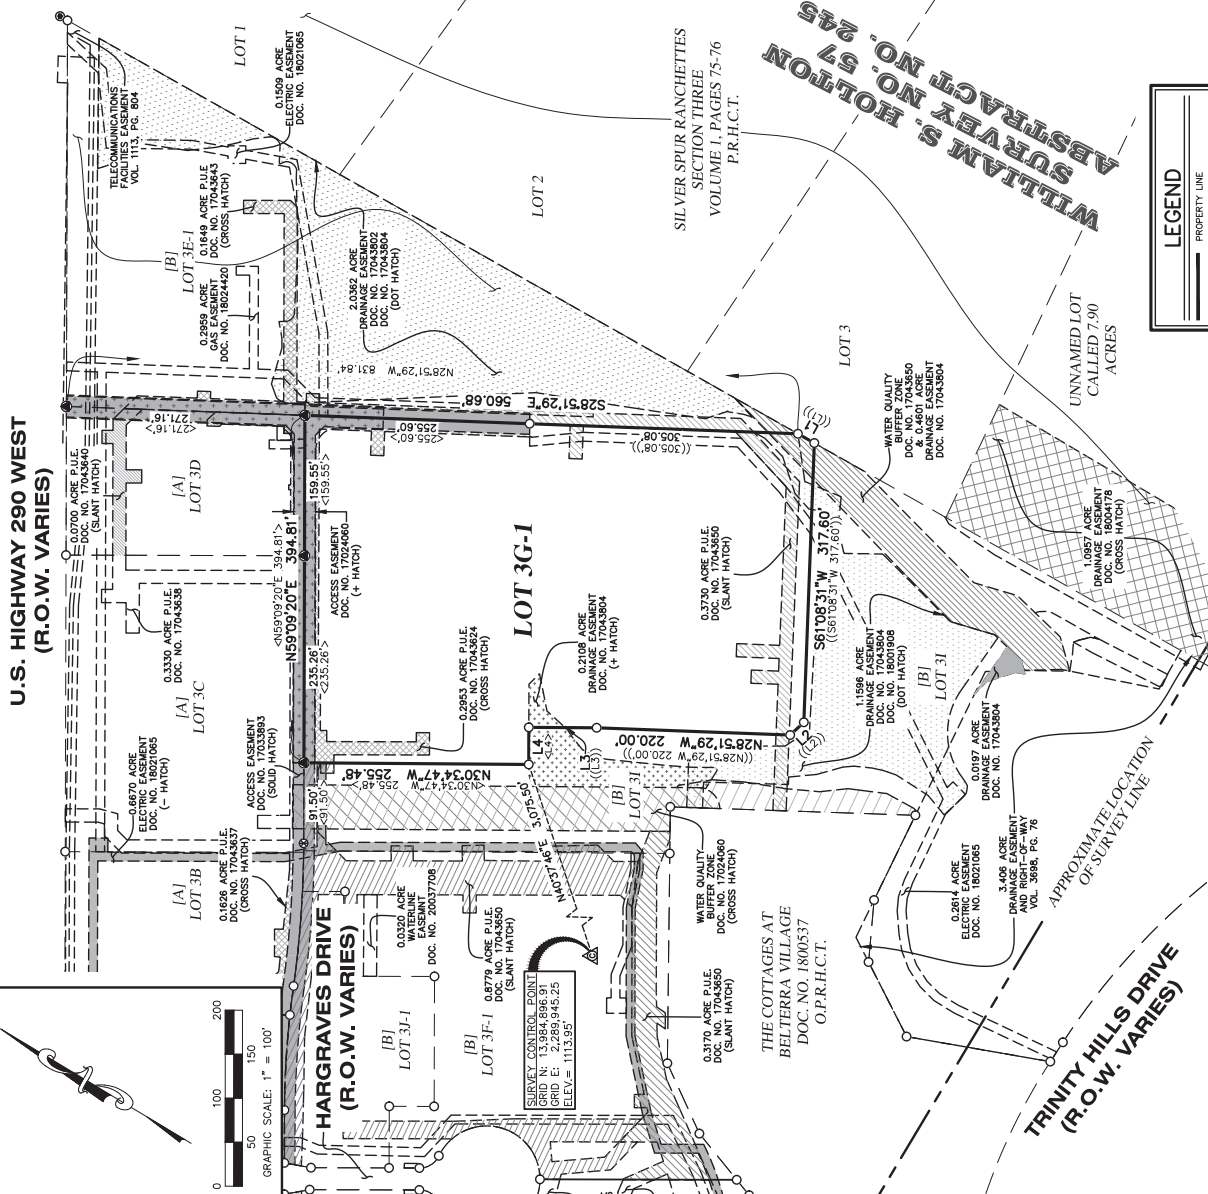 U.S. HIGHWAY 290 WEST
(R.O.W. VARIES)
TELECOMMUNICATIONS
FACILITIES EASEMENT
VOL. 1113, PG. 804
LOT 1
0.1509 ACRE
ELECTRIC EASEMENT
DOC. NO. 18021065
[B]
LOT 3E-1
0.1649 ACRE P.U.E
DOC. NO. 17043643
(CROSS HATCH)
0.2959 ACRE
GAS EASEMENT
DOC. NO. 18024420
2.0362 ACRE
DRAINAGE EASEMENT
DOC. NO. 17043802
DOC. NO. 17043804
(DOT HATCH)
LOT 2
SILVER SPUR RANCHETTES
SECTION THREE
VOLUME 1, PAGES 75-76
P.R.H.C.T.
WILLIAM S. HOLTON
SURVEY NO. 57
ABSTRACT NO. 245
LEGEND
PROPERTY LINE
LOT 3
UNNAMED LOT
CALLED 7.90
ACRES
N28°51'29"W 831.84'
S28°51'29"E 560.68'
271.16'
<271.16'>
255.60'
<255.60'>
305.08'
((305.08'))
L1
((L1))
0.0700 ACRE P.U.E.
DOC. NO. 17043640
(SLANT HATCH)
[A]
LOT 3D
<N59°09'20"E 394.81'>
N59°09'20"E 394.81'
159.55'
<159.55'>
235.26'
<235.26'>
91.50'
<91.50'>
ACCESS EASEMENT
DOC. NO. 17024060
(+ HATCH)
0.3330 ACRE P.U.E.
DOC. NO. 17043638
[A]
LOT 3C
LOT 3G-1
0.3730 ACRE P.U.E.
DOC. NO. 17043650
(SLANT HATCH)
0.2108 ACRE
DRAINAGE EASEMENT
DOC. NO. 17043804
(+ HATCH)
0.2953 ACRE P.U.E.
DOC. NO. 17043624
(CROSS HATCH)
WATER QUALITY
BUFFER ZONE
DOC. NO. 17043650
& 0.4601 ACRE
DRAINAGE EASEMENT
DOC. NO. 17043804
S61°08'31"W 317.60'
((S61°08'31"W 317.60'))
1.0957 ACRE
DRAINAGE EASEMENT
DOC. NO. 18004178
(CROSS HATCH)
1.1596 ACRE
DRAINAGE EASEMENT
DOC. NO. 17043804
DOC. NO. 18001908
(DOT HATCH)
[B]
LOT 3I
N28°51'29"W 220.00'
((N28°51'29"W 220.00'))
L2
((L2))
L4
<L4>
L3
((L3))
N30°34'47"W 255.48'
<N30°34'47"W 255.48'>
[B]
LOT 3I
N40°37'46"E 3,075.50'
0.6670 ACRE
ELECTRIC EASEMENT
DOC. NO. 18021065
(- HATCH)
ACCESS EASEMENT
DOC. NO. 17033893
(SOLID HATCH)
[A]
LOT 3B
0.1826 ACRE P.U.E.
DOC. NO. 17043637
(CROSS HATCH)
0.0197 ACRE
DRAINAGE EASEMENT
DOC. NO. 17043804
3.406 ACRE
DRAINAGE EASEMENT
AND RIGHT-OF-WAY
VOL. 3698, PG. 76
APPROXIMATE LOCATION
OF SURVEY LINE
0.2614 ACRE
ELECTRIC EASEMENT
DOC. NO. 18021065
WATER QUALITY
BUFFER ZONE
DOC. NO. 17024060
(CROSS HATCH)
THE COTTAGES AT
BELTERRA VILLAGE
DOC. NO. 1800537
O.P.R.H.C.T.
HARGRAVES DRIVE
(R.O.W. VARIES)
0.0320 ACRE
WATERLINE
EASEMNT
DOC. NO. 20037708
0.8779 ACRE P.U.E.
DOC. NO. 17043650
(SLANT HATCH)
[B]
LOT 3J-1
[B]
LOT 3F-1
SURVEY CONTROL POINT
GRID N: 13,984,896.91
GRID E: 2,289,945.25
ELEV.= 1113.95'
0.3170 ACRE P.U.E.
DOC. NO. 17043650
(SLANT HATCH)
TRINITY HILLS DRIVE
(R.O.W. VARIES)
0 50 100 150 200
GRAPHIC SCALE: 1" = 100'